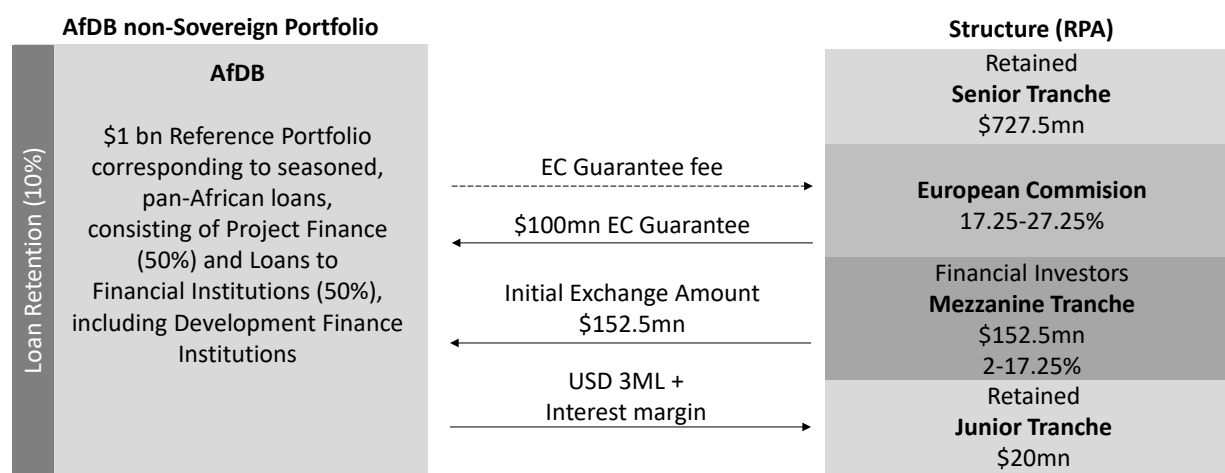 AfDB non-Sovereign Portfolio
Loan Retention (10%)
AfDB
$1 bn Reference Portfolio
corresponding to seasoned,
pan-African loans,
consisting of Project Finance
(50%) and Loans to
Financial Institutions (50%),
including Development Finance
Institutions
EC Guarantee fee
$100mn EC Guarantee
Initial Exchange Amount
$152.5mn
USD 3ML +
Interest margin
Structure (RPA)
Retained
Senior Tranche
$727.5mn
European Commision
17.25-27.25%
Financial Investors
Mezzanine Tranche
$152.5mn
2-17.25%
Retained
Junior Tranche
$20mn